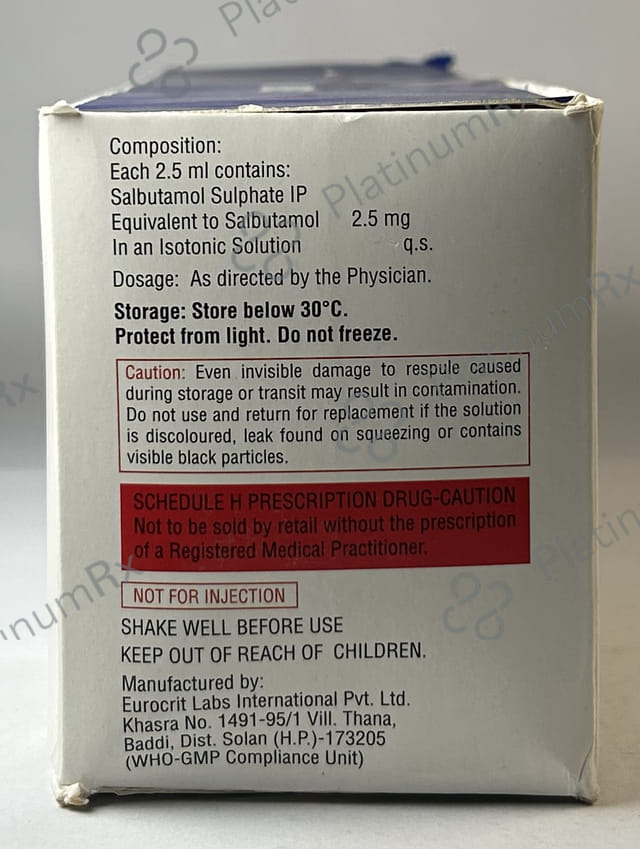 Composition:
Each 2.5 ml contains:
Salbutamol Sulphate IP
Equivalent to Salbutamol 2.5 mg
In an Isotonic Solution q.s.
Dosage: As directed by the Physician.
Storage: Store below 30°C.
Protect from light. Do not freeze.
Caution: Even invisible damage to respule caused
during storage or transit may result in contamination.
Do not use and return for replacement if the solution
is discoloured, leak found on squeezing or contains
visible black particles.
SCHEDULE H PRESCRIPTION DRUG-CAUTION
Not to be sold by retail without the prescription
of a Registered Medical Practitioner.
NOT FOR INJECTION
SHAKE WELL BEFORE USE
KEEP OUT OF REACH OF CHILDREN.
Manufactured by:
Eurocrit Labs International Pvt. Ltd.
Khasra No. 1491-95/1 Vill. Thana,
Baddi, Dist. Solan (H.P.)-173205
(WHO-GMP Compliance Unit)
PlatinumRx